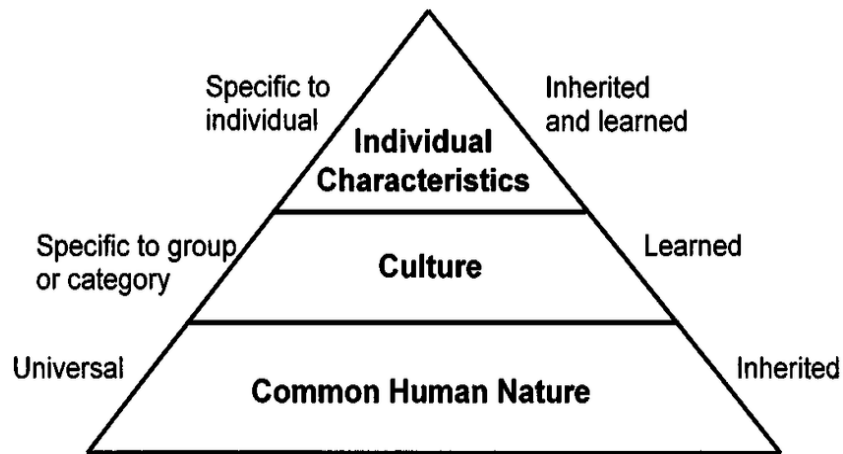 Specific to
individual
Inherited
and learned
Individual
Characteristics
Specific to group
or category
Culture
Learned
Universal
Common Human Nature
Inherited